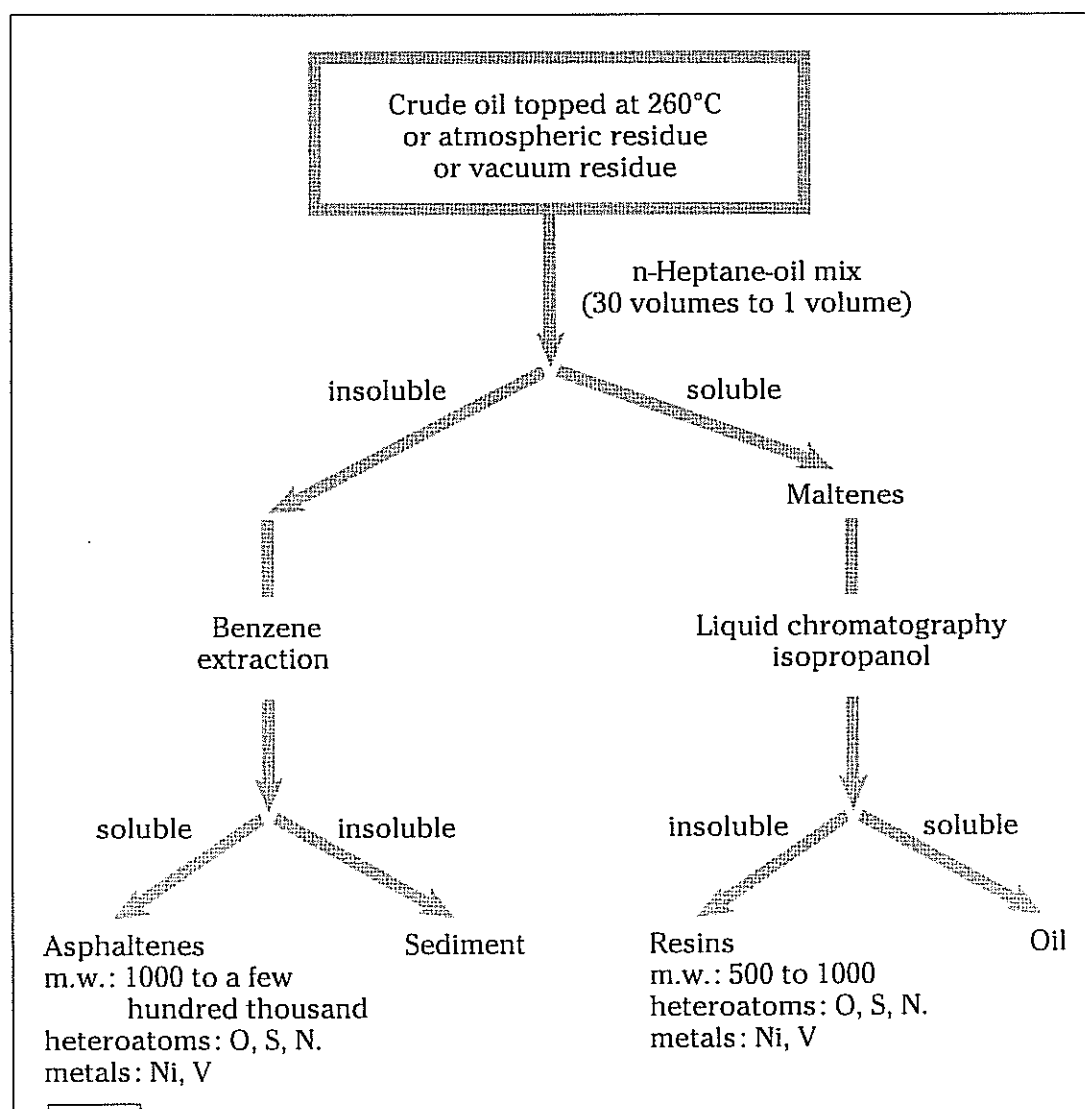 Crude oil topped at 260°C
or atmospheric residue
or vacuum residue
n-Heptane-oil mix
(30 volumes to 1 volume)
insoluble
soluble
Maltenes
Benzene
extraction
Liquid chromatography
isopropanol
soluble
insoluble
insoluble
soluble
Asphaltenes
m.w.: 1000 to a few
hundred thousand
heteroatoms: O, S, N.
metals: Ni, V
Sediment
Resins
m.w.: 500 to 1000
heteroatoms: O, S, N.
metals: Ni, V
Oil